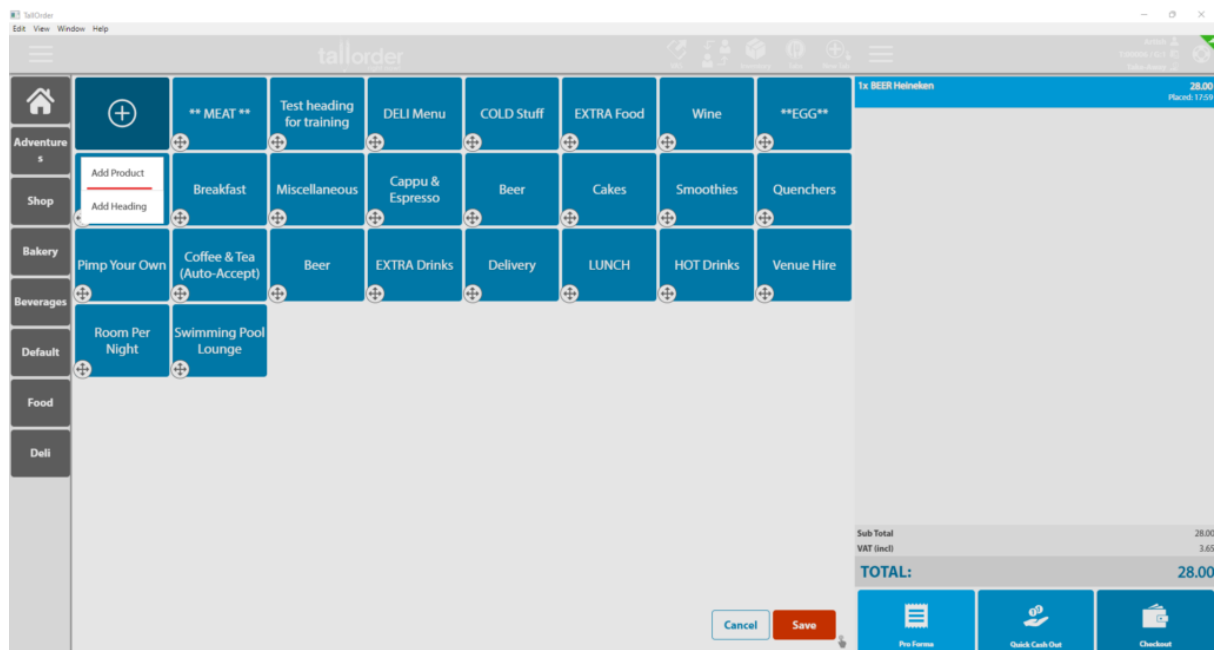 TallOrder
Edit View Window Help
tallorder
Adventure
s
Shop
Bakery
Beverages
Default
Food
Deli
** MEAT **
Test heading
for training
DELI Menu
COLD Stuff
EXTRA Food
Wine
**EGG**
Add Product
Add Heading
Breakfast
Miscellaneous
Cappu &
Espresso
Beer
Cakes
Smoothies
Quenchers
Pimp Your Own
Coffee & Tea
(Auto-Accept)
Beer
EXTRA Drinks
Delivery
LUNCH
HOT Drinks
Venue Hire
Room Per
Night
Swimming Pool
Lounge
Cancel
Save
1x BEER Heineken 28.00
Placed: 17:59
Sub Total 28.00
VAT (incl) 3.65
TOTAL: 28.00
Pro Forma
Quick Cash Out
Checkout